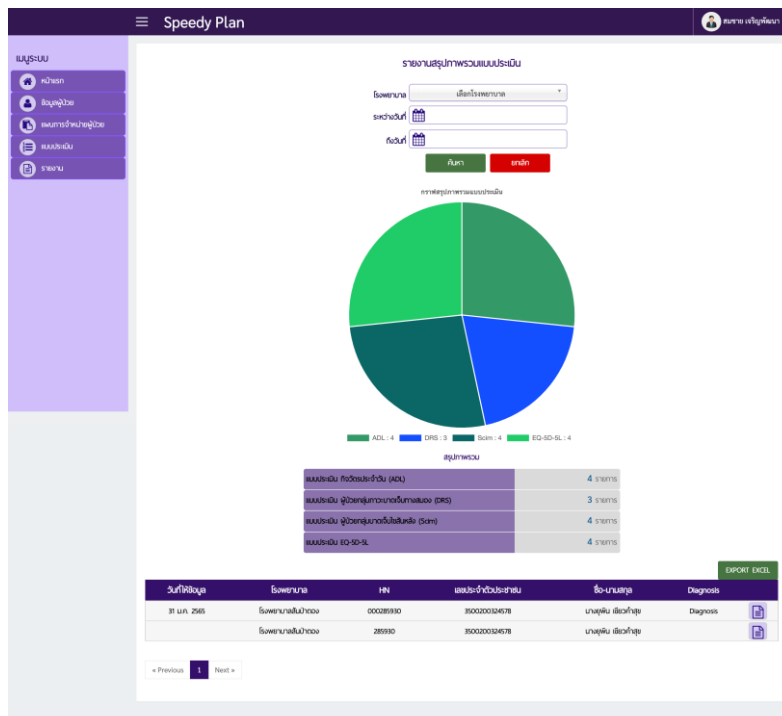 Speedy Plan
สมชาย เจริญพัฒนา
เมนูระบบ
หน้าแรก
ข้อมูลผู้ป่วย
แผนการจำหน่ายผู้ป่วย
แบบประเมิน
รายงาน
รายงานสรุปภาพรวมแบบประเมิน
โรงพยาบาล เลือกโรงพยาบาล
ระหว่างวันที่
ถึงวันที่
ค้นหา ยกเลิก
กราฟสรุปภาพรวมแบบประเมิน
ADL : 4 DRS : 3 Scim : 4 EQ-5D-5L : 4
สรุปภาพรวม
แบบประเมิน กิจวัตรประจำวัน (ADL) 4 รายการ
แบบประเมิน ผู้ป่วยกลุ่มภาวะบาดเจ็บทางสมอง (DRS) 3 รายการ
แบบประเมิน ผู้ป่วยกลุ่มบาดเจ็บไขสันหลัง (Scim) 4 รายการ
แบบประเมิน EQ-5D-5L 4 รายการ
EXPORT EXCEL
วันที่ให้ข้อมูล โรงพยาบาล HN เลขประจำตัวประชาชน ชื่อ-นามสกุล Diagnosis
31 ม.ค. 2565 โรงพยาบาลสันป่าตอง 000285930 3500200324578 นางยุพิน เขียวคำสุข Diagnosis
โรงพยาบาลสันป่าตอง 285930 3500200324578 นางยุพิน เขียวคำสุข
« Previous 1 Next »